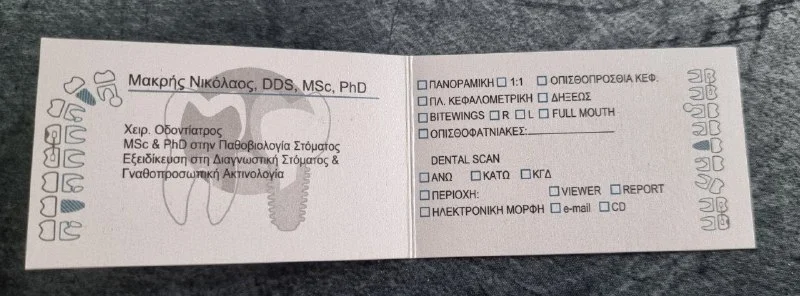 Μακρής Νικόλαος, DDS, MSc, PhD
Χειρ. Οδοντίατρος
MSc & PhD στην Παθοβιολογία Στόματος
Εξειδίκευση στη Διαγνωστική Στόματος &
Γναθοπροσωπική Ακτινολογία
ΠΑΝΟΡΑΜΙΚΗ 1:1 ΟΠΙΣΘΟΠΡΟΣΘΙΑ ΚΕΦ.
ΠΛ. ΚΕΦΑΛΟΜΕΤΡΙΚΗ ΔΗΞΕΩΣ
BITEWINGS R L FULL MOUTH
ΟΠΙΣΘΟΦΑΤΝΙΑΚΕΣ:
DENTAL SCAN
ΑΝΩ ΚΑΤΩ ΚΓΔ
ΠΕΡΙΟΧΗ: VIEWER REPORT
ΗΛΕΚΤΡΟΝΙΚΗ ΜΟΡΦΗ e-mail CD